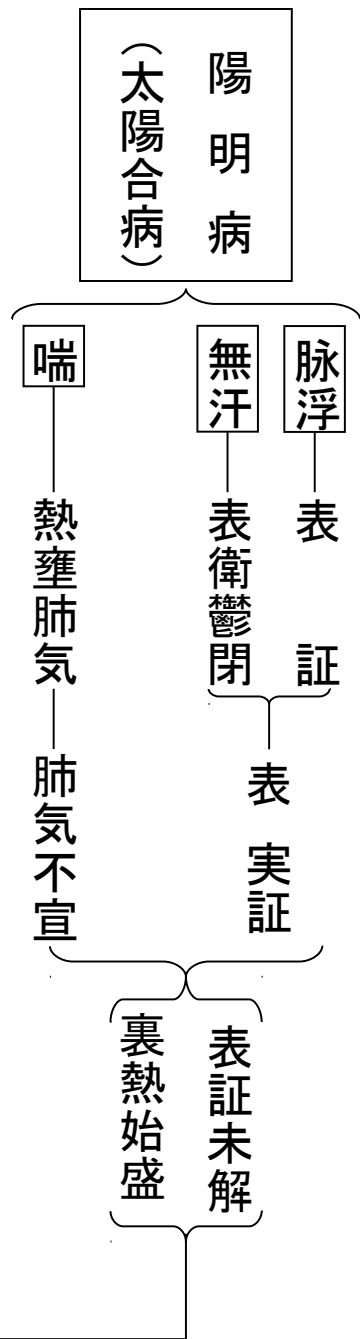 陽明病
(太陽合病)
脉浮
無汗
喘
表証
表衛鬱閉
熱壅肺気
表実証
肺気不宣
表証未解
裏熱始盛